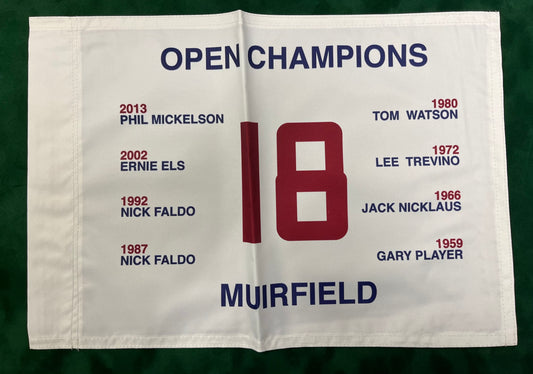 OPEN CHAMPIONS
2013
PHIL MICKELSON
2002
ERNIE ELS
1992
NICK FALDO
1987
NICK FALDO
18
1980
TOM WATSON
1972
LEE TREVINO
1966
JACK NICKLAUS
1959
GARY PLAYER
MUIRFIELD